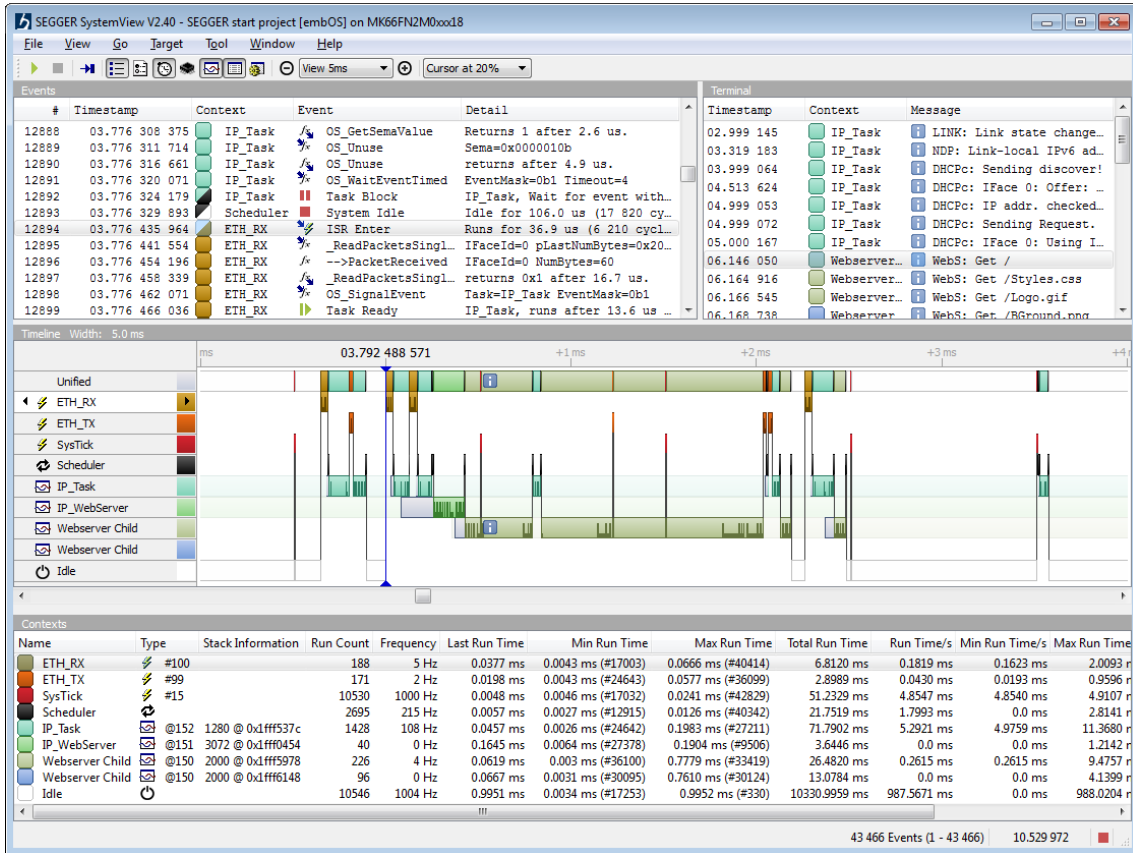 SEGGER SystemView V2.40 - SEGGER start project [embOS] on MK66FN2M0xxx18
File View Go Target Tool Window Help
View 5ms Cursor at 20%
Events
# Timestamp Context Event Detail
12888 03.776 308 375 IP_Task OS_GetSemaValue Returns 1 after 2.6 us.
12889 03.776 311 714 IP_Task OS_Unuse Sema=0x0000010b
12890 03.776 316 661 IP_Task OS_Unuse returns after 4.9 us.
12891 03.776 320 071 IP_Task OS_WaitEventTimed EventMask=0b1 Timeout=4
12892 03.776 324 179 IP_Task Task Block IP_Task, Wait for event with...
12893 03.776 329 893 Scheduler System Idle Idle for 106.0 us (17 820 cy...
12894 03.776 435 964 ETH_RX ISR Enter Runs for 36.9 us (6 210 cycl...
12895 03.776 441 554 ETH_RX _ReadPacketsSingl... IFaceId=0 pLastNumBytes=0x20...
12896 03.776 454 196 ETH_RX -->PacketReceived IFaceId=0 NumBytes=60
12897 03.776 458 339 ETH_RX _ReadPacketsSingl... returns 0x1 after 16.7 us.
12898 03.776 462 071 ETH_RX OS_SignalEvent Task=IP_Task EventMask=0b1
12899 03.776 466 036 ETH_RX Task Ready IP_Task, runs after 13.6 us ...
Terminal
Timestamp Context Message
02.999 145 IP_Task LINK: Link state change...
03.319 183 IP_Task NDP: Link-local IPv6 ad...
03.999 064 IP_Task DHCPc: Sending discover!
04.513 624 IP_Task DHCPc: IFace 0: Offer: ...
04.999 053 IP_Task DHCPc: IP addr. checked...
04.999 072 IP_Task DHCPc: Sending Request.
05.000 167 IP_Task DHCPc: IFace 0: Using I...
06.146 050 Webserver... WebS: Get /
06.164 916 Webserver... WebS: Get /Styles.css
06.166 545 Webserver... WebS: Get /Logo.gif
06.168 738 Webserver WebS: Get /BGround.png
Timeline Width: 5.0 ms
ms 03.792 488 571 +1 ms +2 ms +3 ms +4
Unified
ETH_RX
ETH_TX
SysTick
Scheduler
IP_Task
IP_WebServer
Webserver Child
Webserver Child
Idle
Contexts
Name Type Stack Information Run Count Frequency Last Run Time Min Run Time Max Run Time Total Run Time Run Time/s Min Run Time/s Max Run Time
ETH_RX #100 188 5 Hz 0.0377 ms 0.0043 ms (#17003) 0.0666 ms (#40414) 6.8120 ms 0.1819 ms 0.1623 ms 2.0093
ETH_TX #99 171 2 Hz 0.0198 ms 0.0043 ms (#24643) 0.0577 ms (#36099) 2.8989 ms 0.0430 ms 0.0193 ms 0.9596
SysTick #15 10530 1000 Hz 0.0048 ms 0.0046 ms (#17032) 0.0241 ms (#42829) 51.2329 ms 4.8547 ms 4.8540 ms 4.9107
Scheduler 2695 215 Hz 0.0057 ms 0.0027 ms (#12915) 0.0126 ms (#40342) 21.7519 ms 1.7993 ms 0.0 ms 2.8141
IP_Task @152 1280 @ 0x1fff537c 1428 108 Hz 0.0457 ms 0.0026 ms (#24642) 0.1983 ms (#27211) 71.7902 ms 5.2921 ms 4.9759 ms 11.3680
IP_WebServer @151 3072 @ 0x1fff0454 40 0 Hz 0.1645 ms 0.0064 ms (#27378) 0.1904 ms (#9506) 3.6446 ms 0.0 ms 0.0 ms 1.2142
Webserver Child @150 2000 @ 0x1fff5978 226 4 Hz 0.0619 ms 0.003 ms (#36100) 0.7779 ms (#33419) 26.4820 ms 0.2615 ms 0.2615 ms 9.4757
Webserver Child @150 2000 @ 0x1fff6148 96 0 Hz 0.0667 ms 0.0031 ms (#30095) 0.7610 ms (#30124) 13.0784 ms 0.0 ms 0.0 ms 4.1399
Idle 10546 1004 Hz 0.9951 ms 0.0034 ms (#17253) 0.9952 ms (#330) 10330.9959 ms 987.5671 ms 0.0 ms 988.0204
43 466 Events (1 - 43 466) 10.529 972